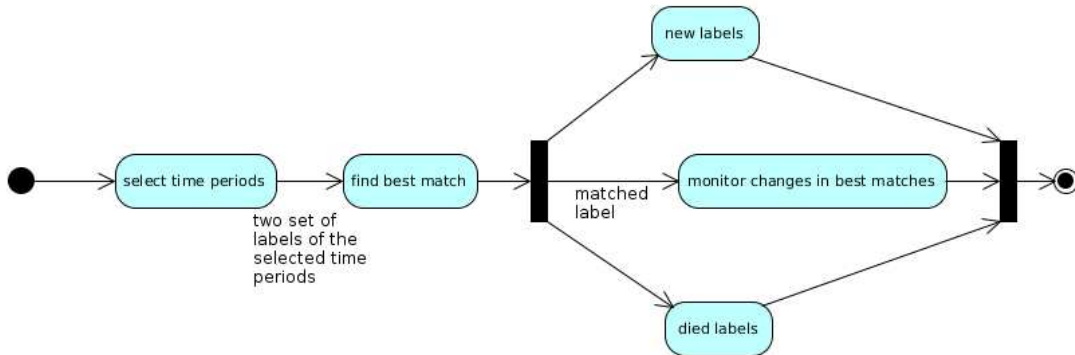 new labels
select time periods
find best match
monitor changes in best matches
matched
label
two set of
labels of the
selected time
periods
died labels